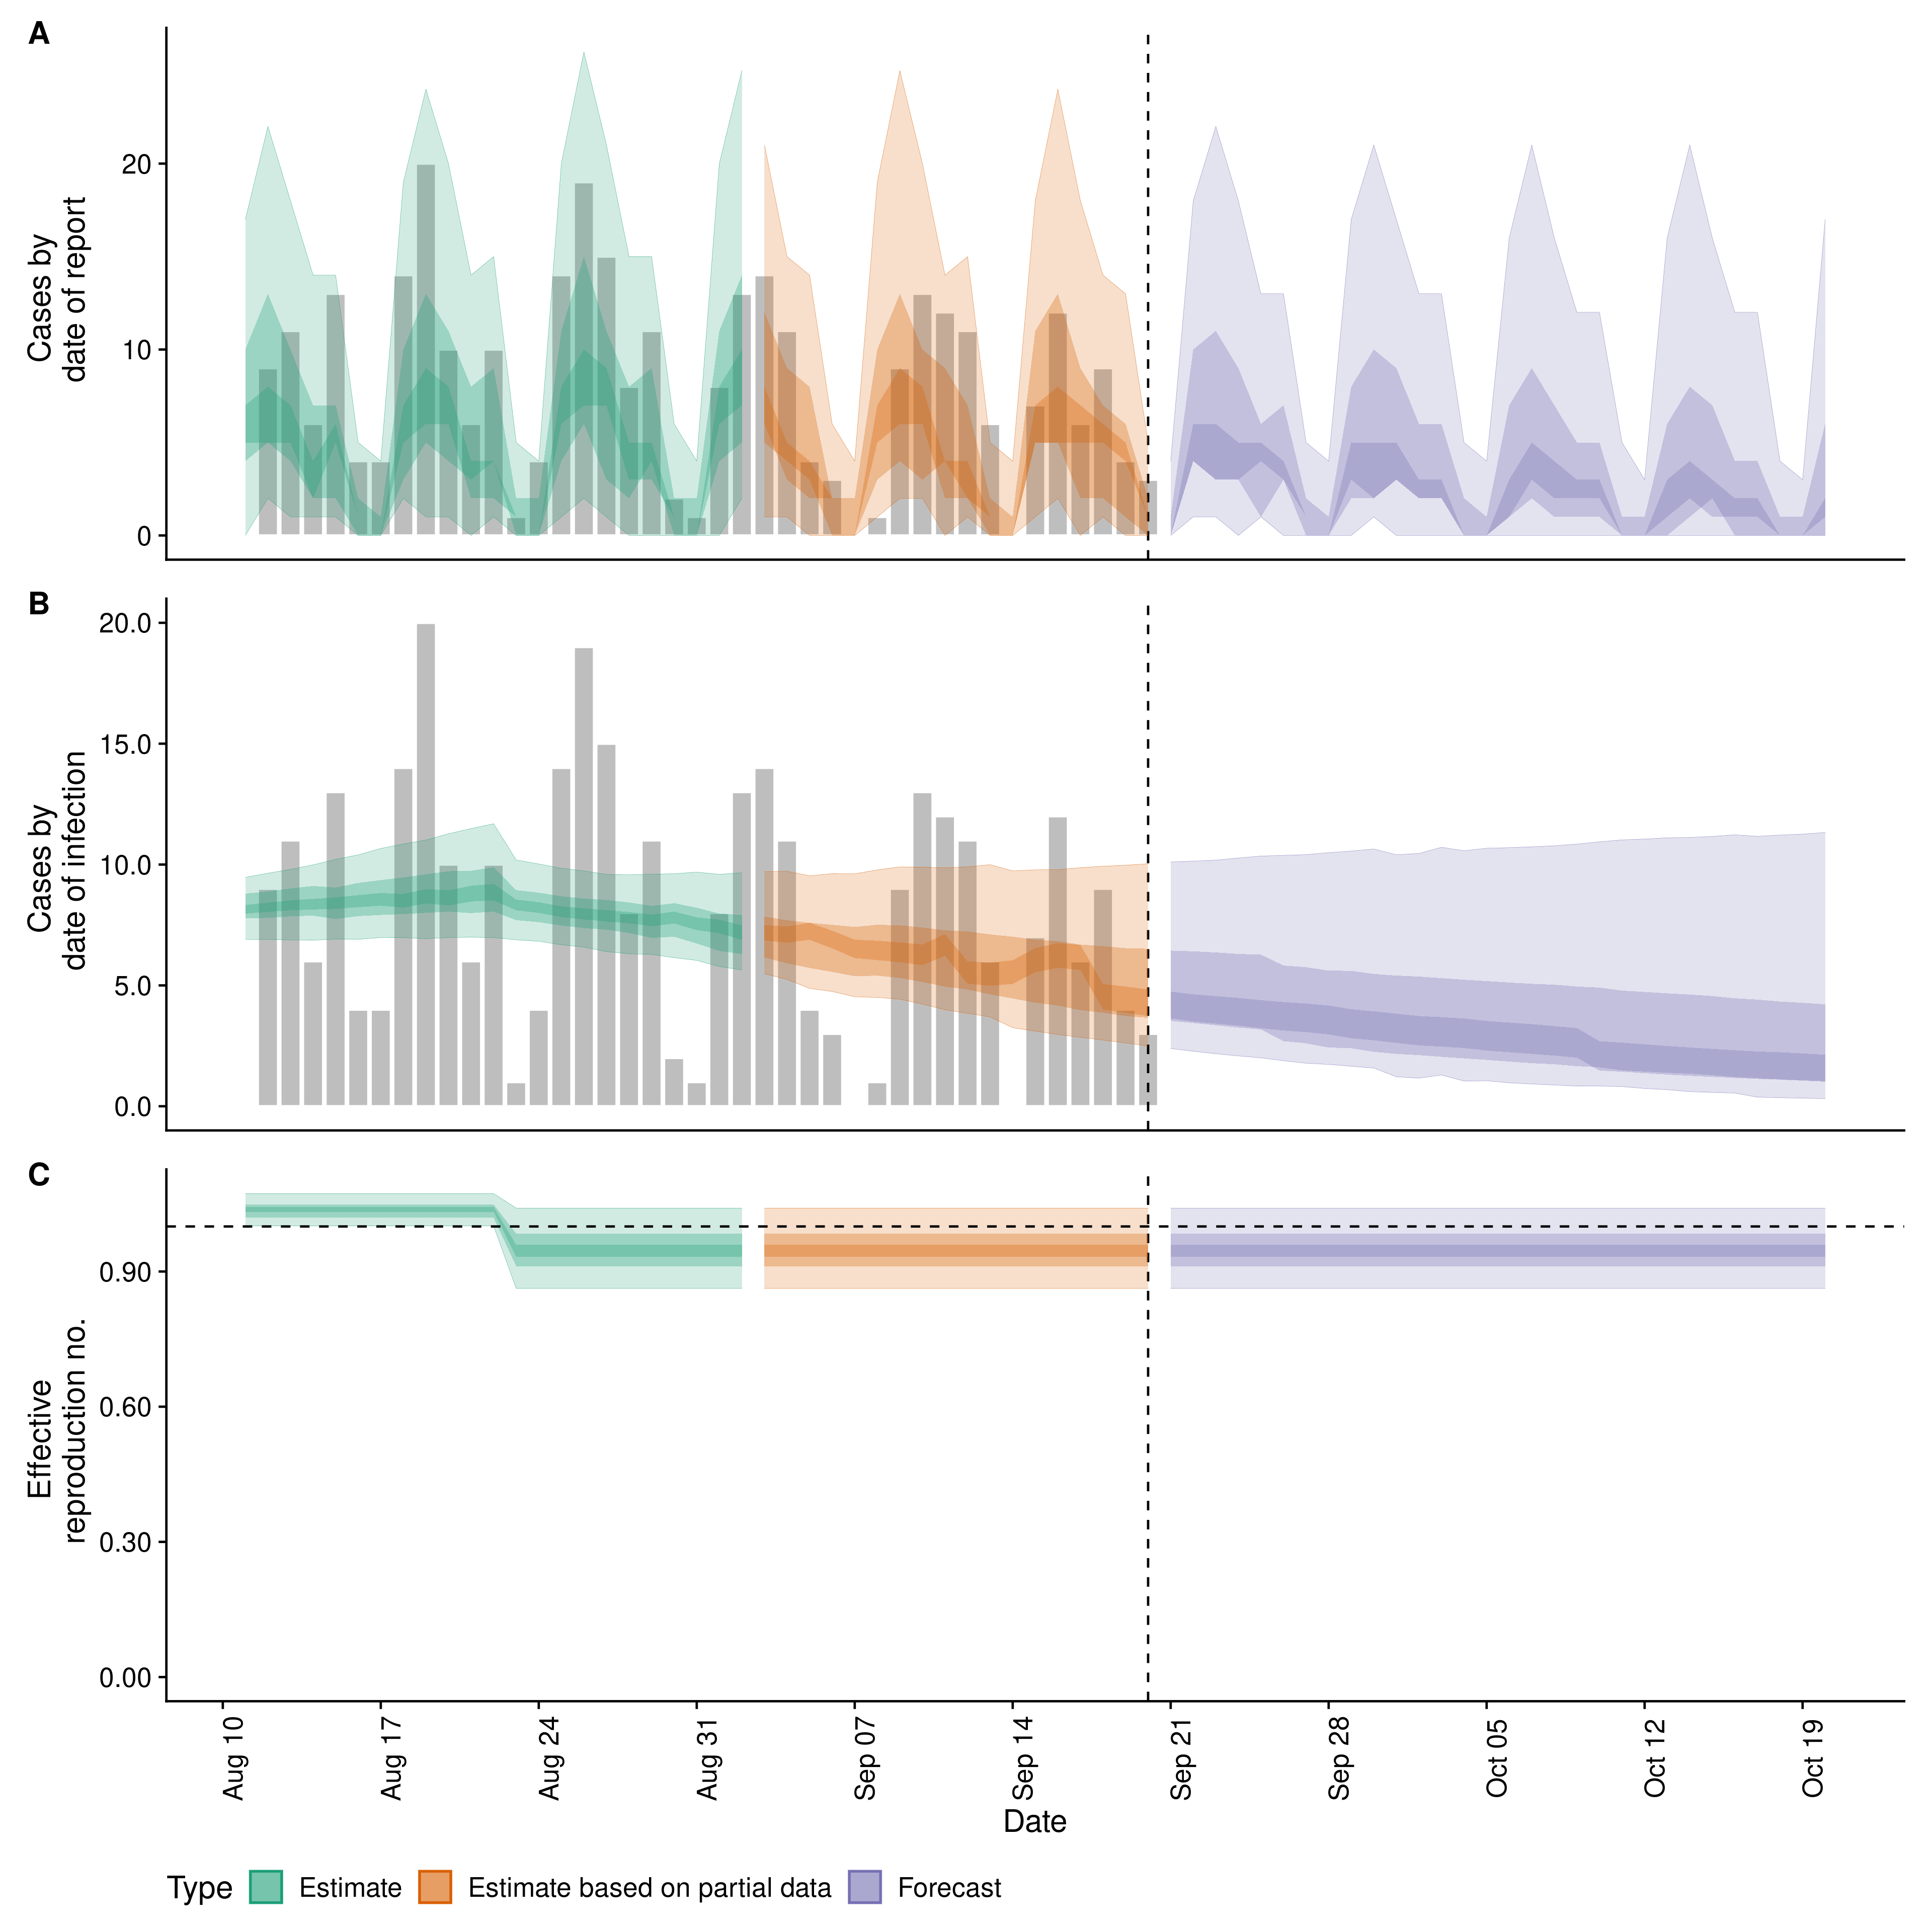 A
Cases by
date of report
20
10
0
B
Cases by
date of infection
20.0
15.0
10.0
5.0
0.0
C
Effective
reproduction no.
0.90
0.60
0.30
0.00
Aug 10
Aug 17
Aug 24
Aug 31
Sep 07
Sep 14
Sep 21
Sep 28
Oct 05
Oct 12
Oct 19
Date
Type Estimate Estimate based on partial data Forecast